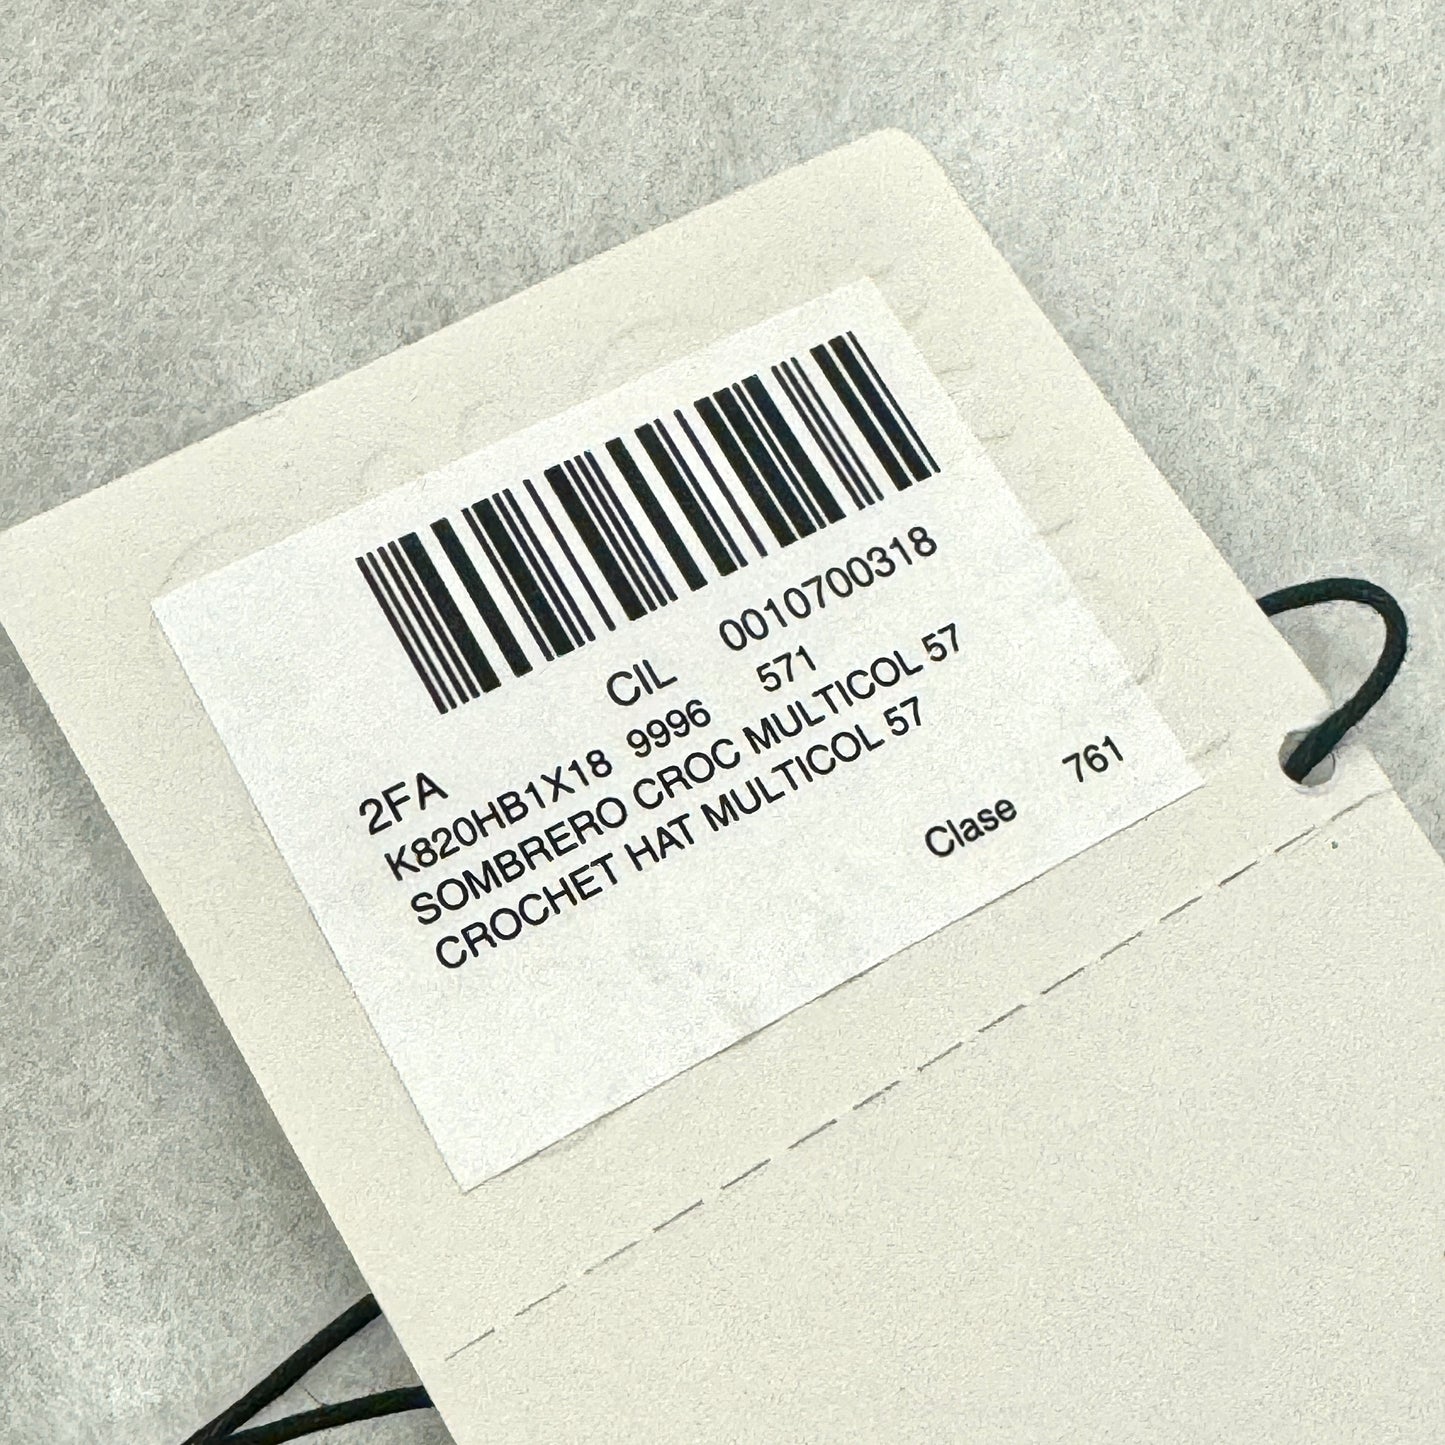 CIL 0010700318
2FA
K820HB1X18 9996 571
SOMBRERO CROC MULTICOL 57
CROCHET HAT MULTICOL 57
Clase 761